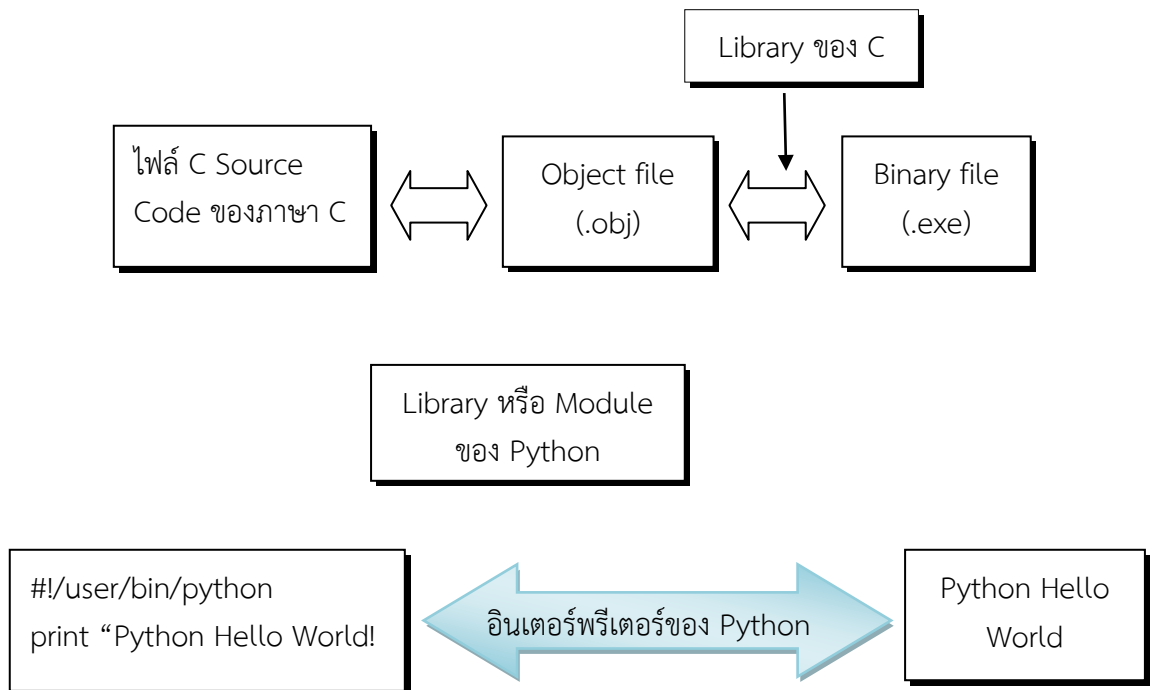 Library ของ C
ไฟล์ C Source
Code ของภาษา C
Object file
(.obj)
Binary file
(.exe)
Library หรือ Module
ของ Python
#!/user/bin/python
print “Python Hello World!
อินเตอร์พรีเตอร์ของ Python
Python Hello
World